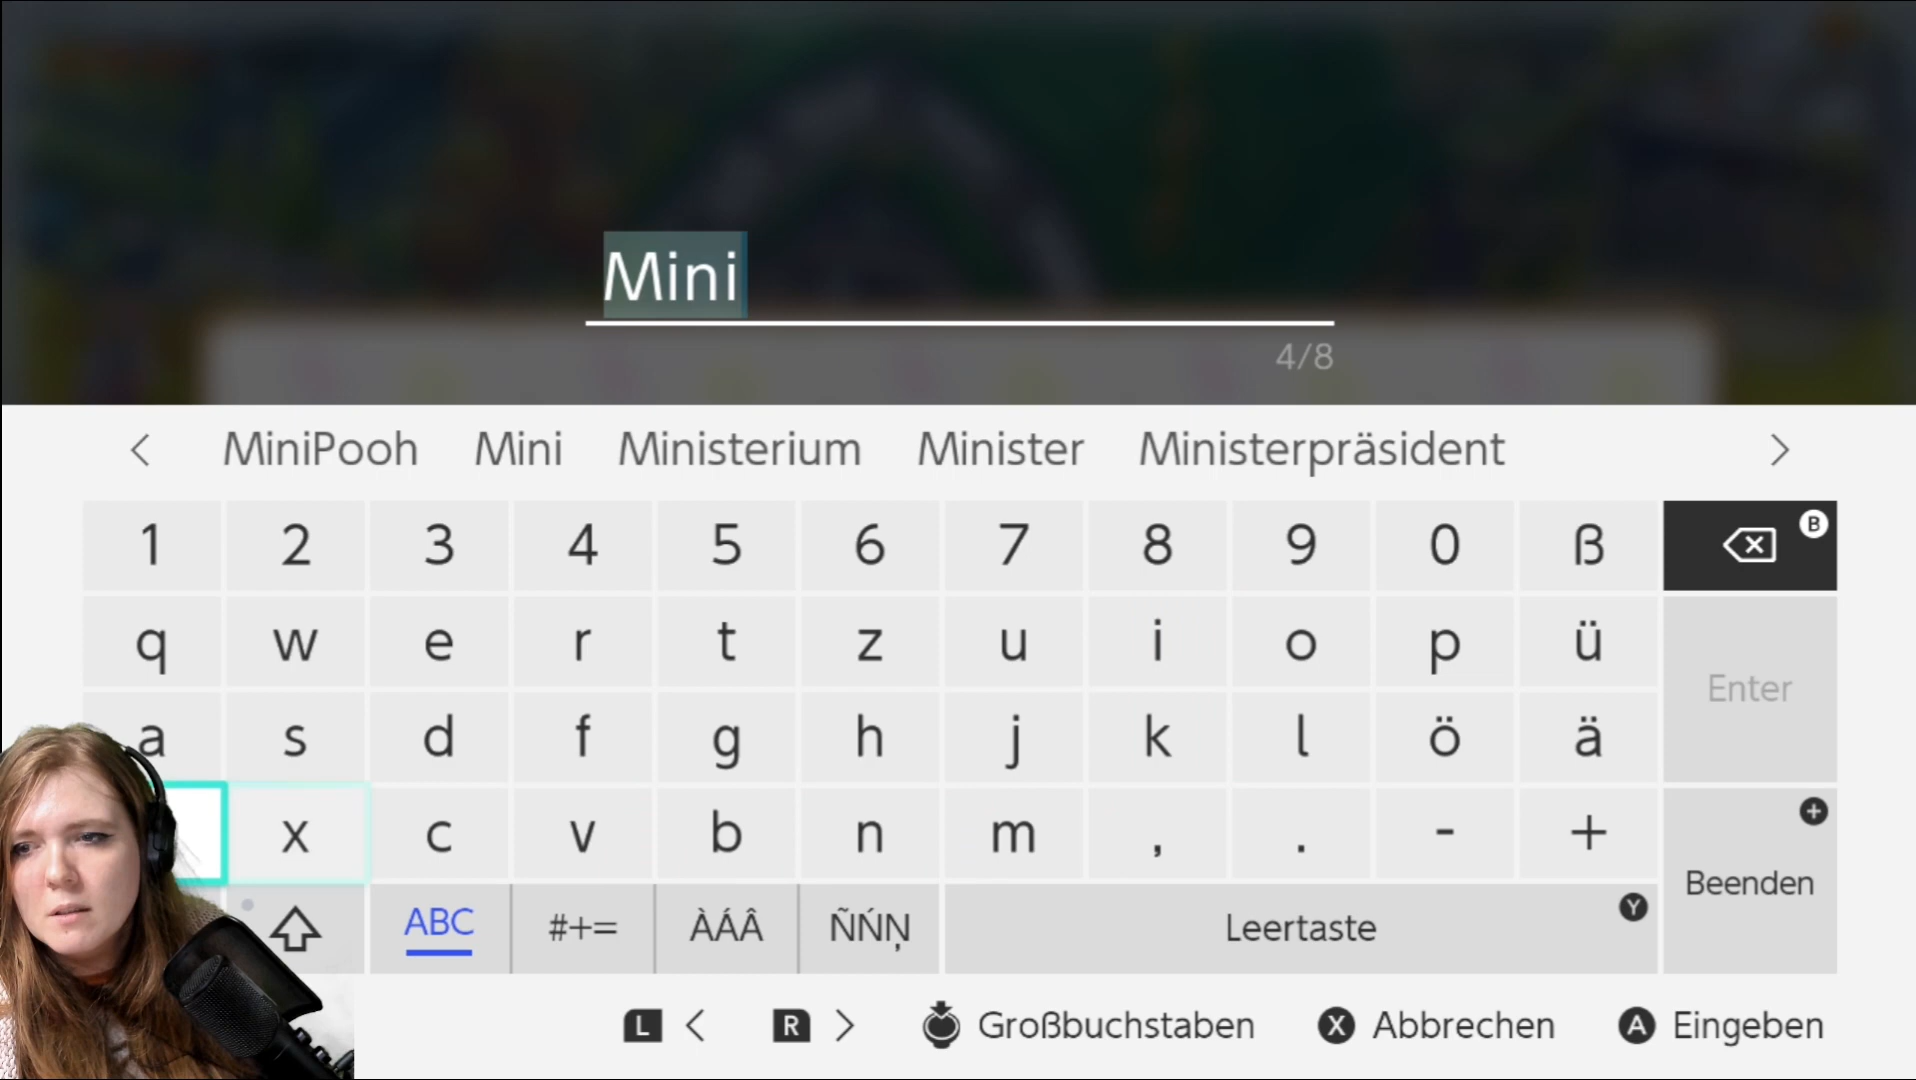 Mini
4/8
< MiniPooh Mini Ministerium Minister Ministerpräsident >
1 2 3 4 5 6 7 8 9 0 ß B
q w e r t z u i o p ü Enter
a s d f g h j k l ö ä
x c v b n m , . - + Beenden
ABC #+= ÀÁÂ ÑŃŅ Leertaste Y
L < R > Großbuchstaben X Abbrechen A Eingeben